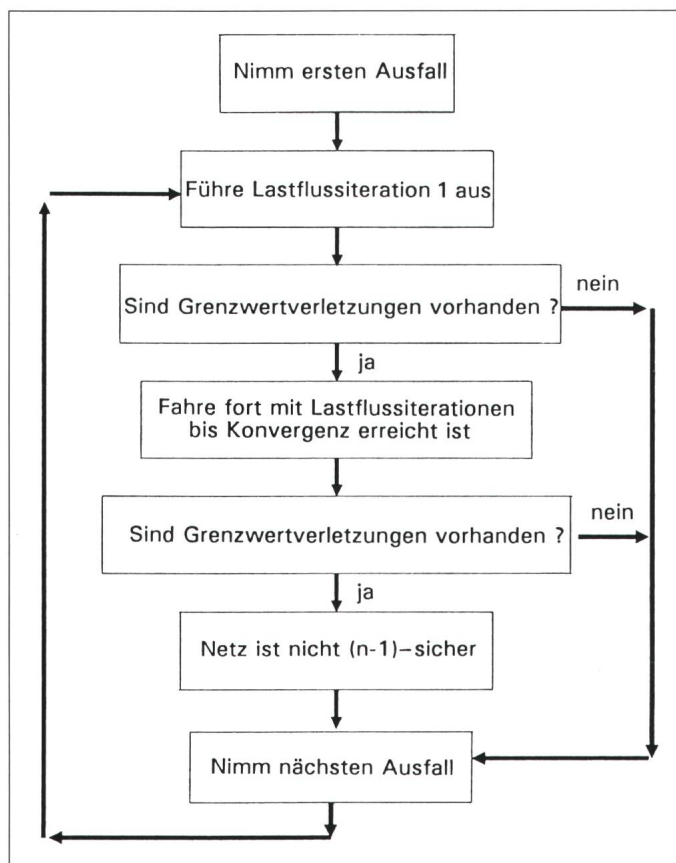 Nimm ersten Ausfall
Führe Lastflussiteration 1 aus
Sind Grenzwertverletzungen vorhanden ?
nein
ja
Fahre fort mit Lastflussiterationen
bis Konvergenz erreicht ist
Sind Grenzwertverletzungen vorhanden ?
nein
ja
Netz ist nicht (n-1)–sicher
Nimm nächsten Ausfall